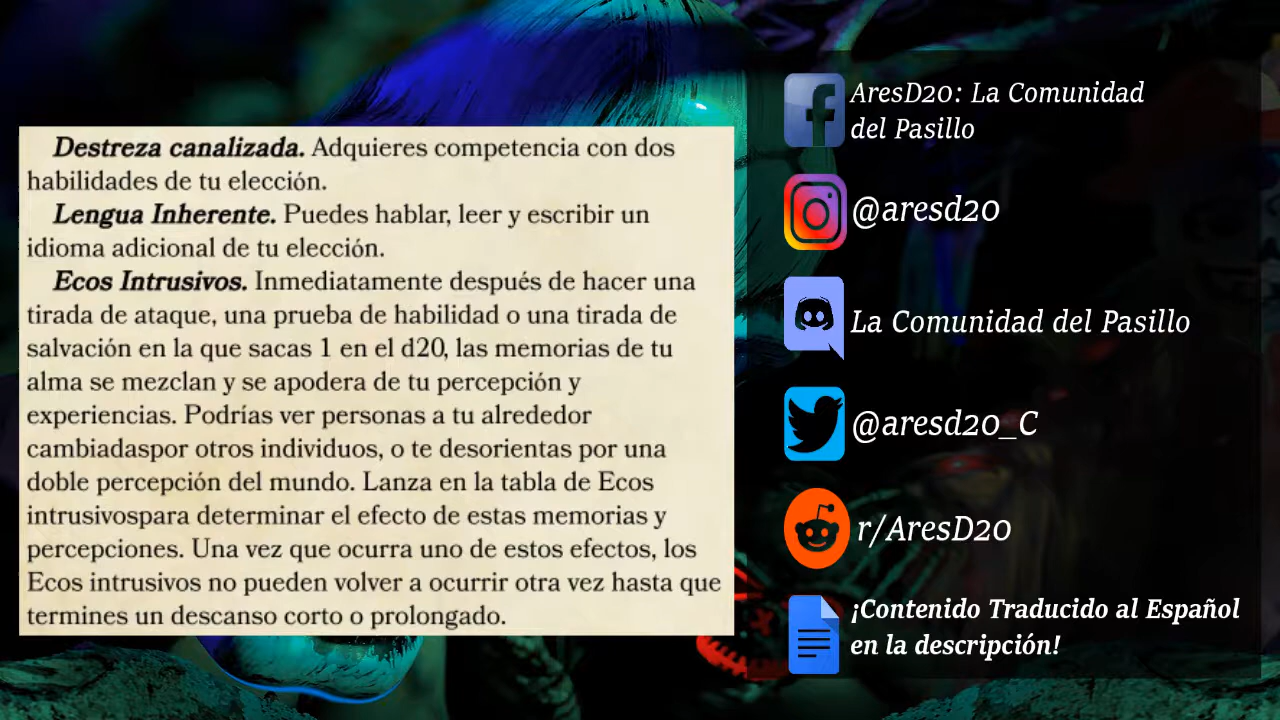 Destreza canalizada. Adquieres competencia con dos
habilidades de tu elección.
Lengua Inherente. Puedes hablar, leer y escribir un
idioma adicional de tu elección.
Ecos Intrusivos. Inmediatamente después de hacer una
tirada de ataque, una prueba de habilidad o una tirada de
salvación en la que sacas 1 en el d20, las memorias de tu
alma se mezclan y se apodera de tu percepción y
experiencias. Podrías ver personas a tu alrededor
cambiadaspor otros individuos, o te desorientas por una
doble percepción del mundo. Lanza en la tabla de Ecos
intrusivospara determinar el efecto de estas memorias y
percepciones. Una vez que ocurra uno de estos efectos, los
Ecos intrusivos no pueden volver a ocurrir otra vez hasta que
termines un descanso corto o prolongado.
AresD20: La Comunidad
del Pasillo
@aresd20
La Comunidad del Pasillo
@aresd20_C
r/AresD20
¡Contenido Traducido al Español
en la descripción!